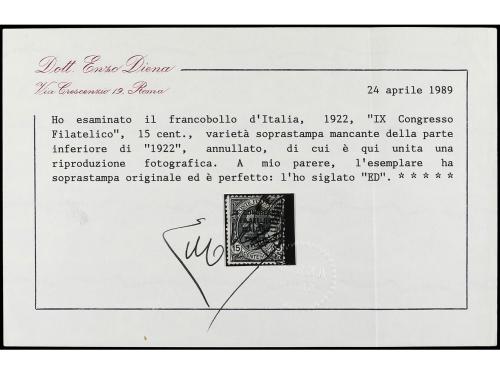 Dott. Enzo Diena
Via Crescenzio 19. Roma
24 aprile 1989
Ho esaminato il francobollo d'Italia, 1922, "IX Congresso
Filatelico", 15 cent., varietà soprastampa mancante della parte
inferiore di "1922", annullato, di cui è qui unita una
riproduzione fotografica. A mio parere, l'esemplare ha
soprastampa originale ed è perfetto: l'ho siglato "ED". * * * * *